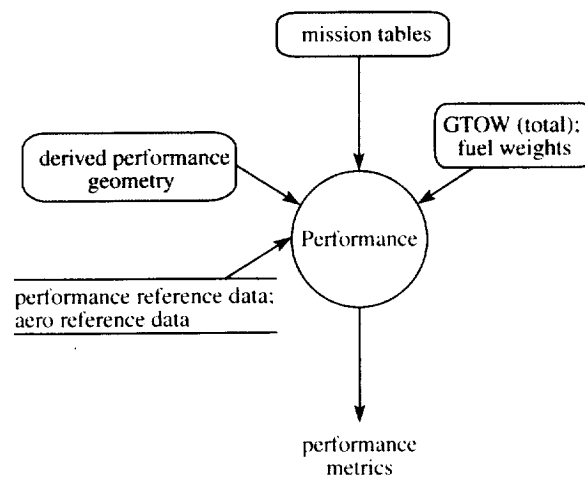 mission tables
GTOW (total);
fuel weights
derived performance
geometry
Performance
performance reference data;
aero reference data
performance
metrics